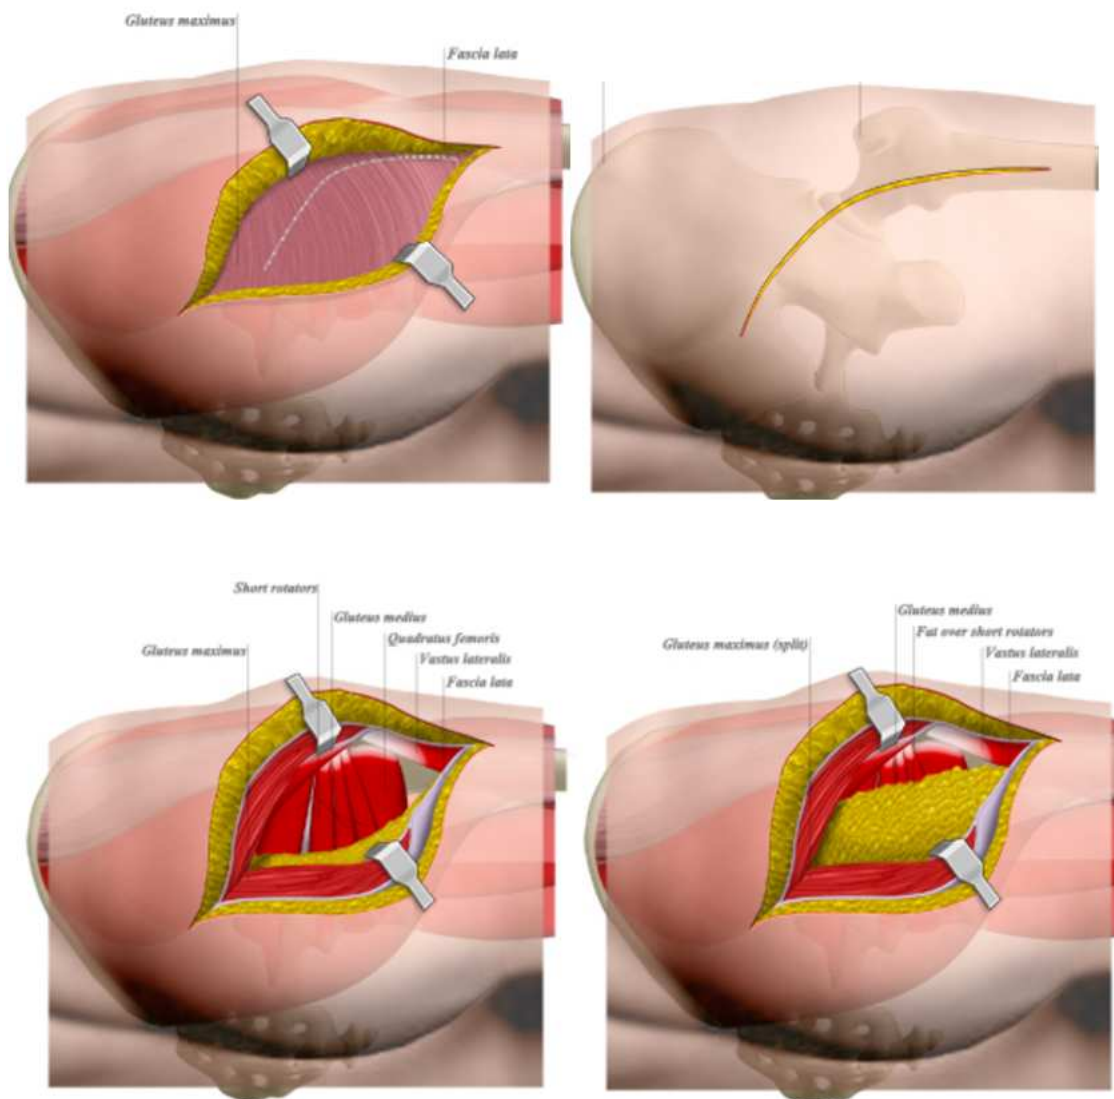 Gluteus maximus
Fascia lata
Short rotators
Gluteus medius
Quadratus femoris
Gluteus maximus
Vastus lateralis
Fascia lata
Gluteus medius
Fat over short rotators
Gluteus maximus (split)
Vastus lateralis
Fascia lata